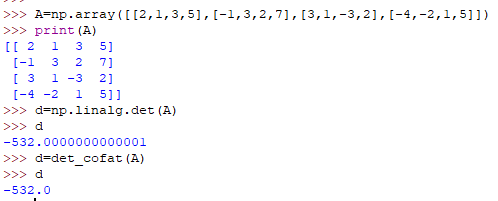 >>> A=np.array([[2,1,3,5],[-1,3,2,7],[3,1,-3,2],[-4,-2,1,5]])
>>> print(A)
[[ 2  1  3  5]
 [-1  3  2  7]
 [ 3  1 -3  2]
 [-4 -2  1  5]]
>>> d=np.linalg.det(A)
>>> d
-532.0000000000001
>>> d=det_cofat(A)
>>> d
-532.0